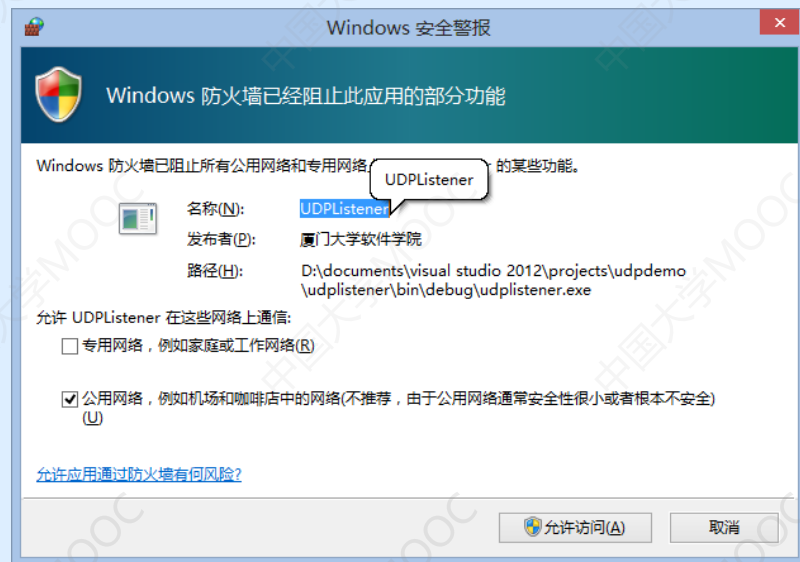 Windows 安全警报
Windows 防火墙已经阻止此应用的部分功能
Windows 防火墙已阻止所有公用网络和专用网络 的某些功能。
UDPListener
名称(N): UDPListener
发布者(P): 厦门大学软件学院
路径(H): D:\documents\visual studio 2012\projects\udpdemo
\udplistener\bin\debug\udplistener.exe
允许 UDPListener 在这些网络上通信:
专用网络，例如家庭或工作网络(R)
公用网络，例如机场和咖啡店中的网络(不推荐，由于公用网络通常安全性很小或者根本不安全)
(U)
允许应用通过防火墙有何风险?
允许访问(A) 取消
中国大学MOOC